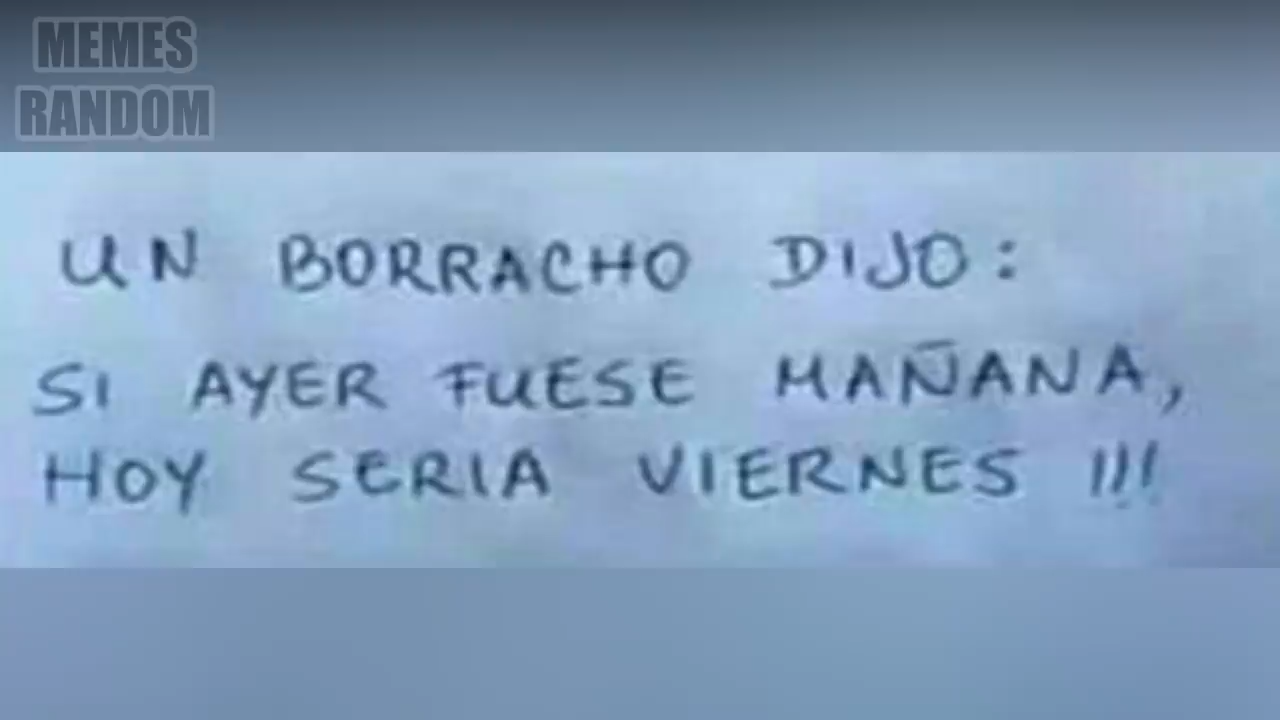 MEMES
RANDOM
UN BORRACHO DIJO:
SI AYER FUESE MAÑANA,
HOY SERIA VIERNES !!!